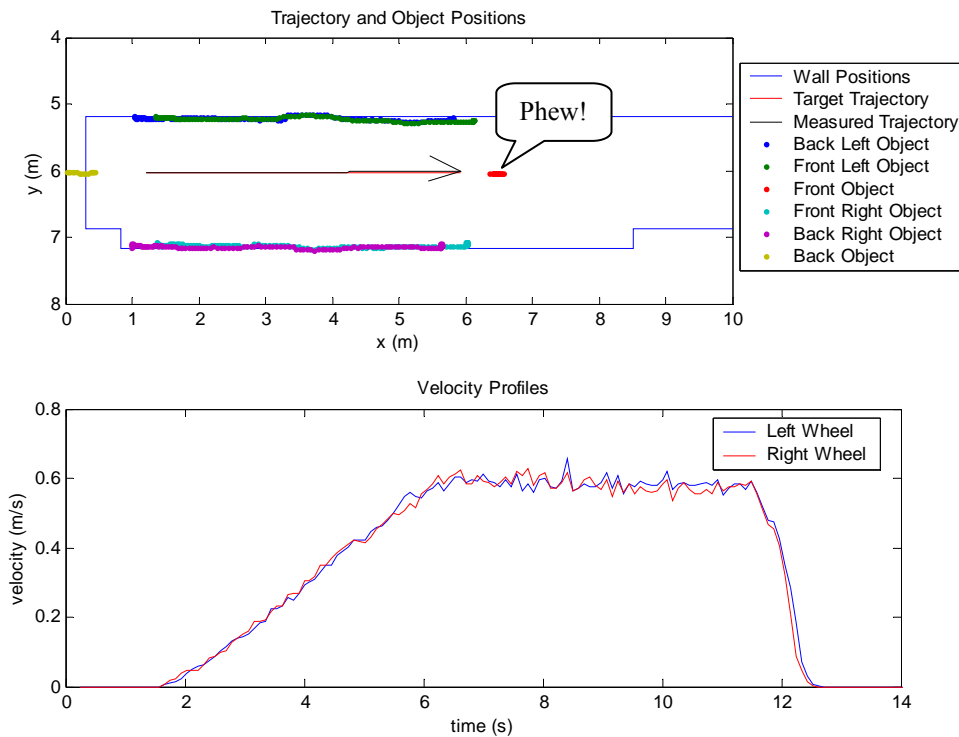 Trajectory and Object Positions
4
5
6
7
8
y (m)
0 1 2 3 4 5 6 7 8 9 10
x (m)
Phew!
Wall Positions
Target Trajectory
Measured Trajectory
Back Left Object
Front Left Object
Front Object
Front Right Object
Back Right Object
Back Object
Velocity Profiles
0.8
0.6
0.4
0.2
0
velocity (m/s)
0 2 4 6 8 10 12 14
time (s)
Left Wheel
Right Wheel